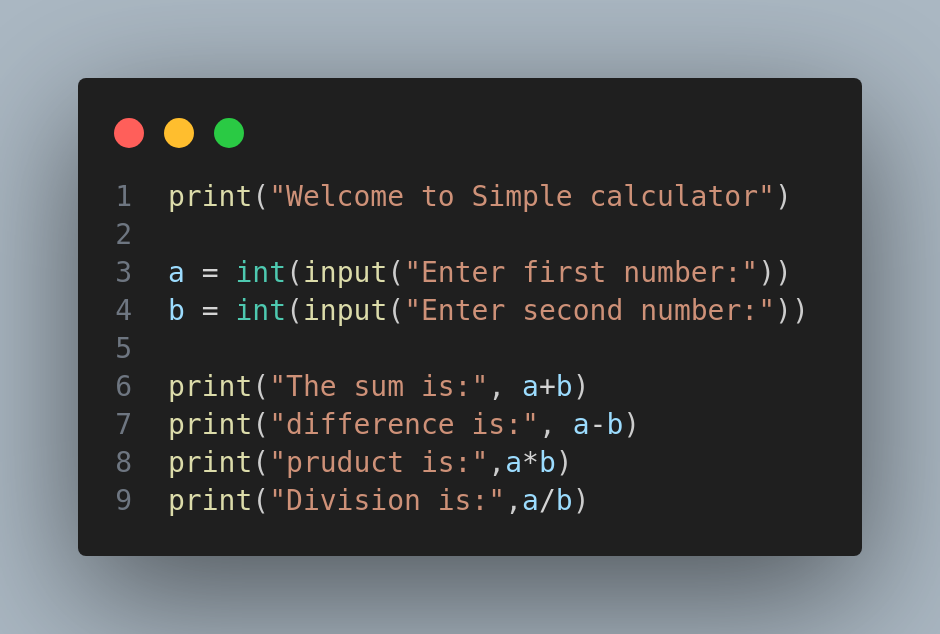 1 print("Welcome to Simple calculator")
2
3 a = int(input("Enter first number:"))
4 b = int(input("Enter second number:"))
5
6 print("The sum is:", a+b)
7 print("difference is:", a-b)
8 print("pruduct is:",a*b)
9 print("Division is:",a/b)